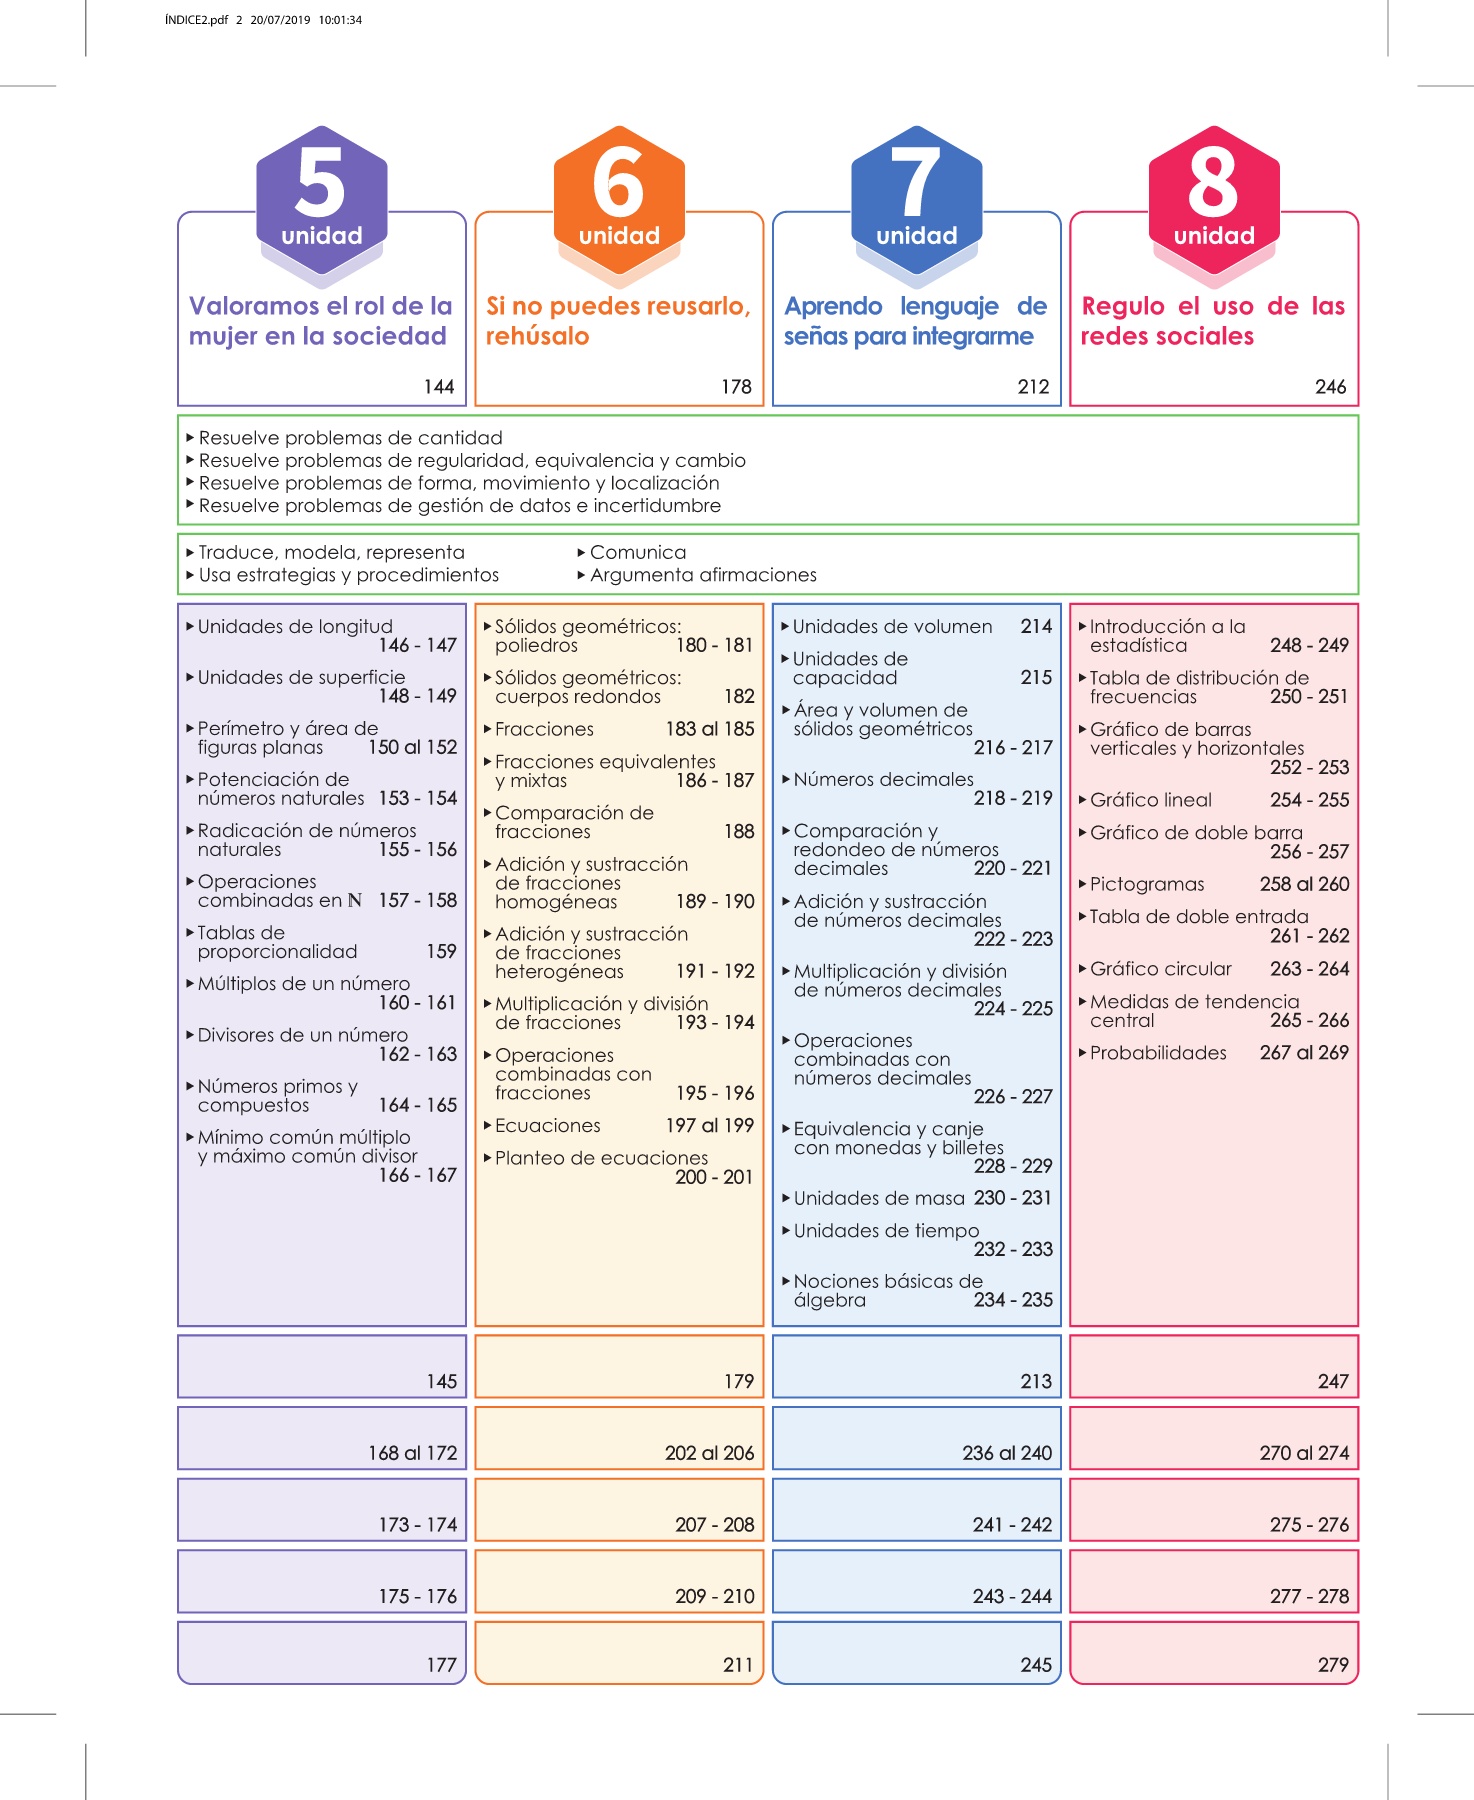 ÍNDICE2.pdf 2 20/07/2019 10:01:34
5
unidad
Valoramos el rol de la
mujer en la sociedad
144
6
unidad
Si no puedes reusarlo,
rehúsalo
178
7
unidad
Aprendo lenguaje de
señas para integrarme
212
8
unidad
Regulo el uso de las
redes sociales
246
Resuelve problemas de cantidad
Resuelve problemas de regularidad, equivalencia y cambio
Resuelve problemas de forma, movimiento y localización
Resuelve problemas de gestión de datos e incertidumbre
Traduce, modela, representa
Usa estrategias y procedimientos
Comunica
Argumenta afirmaciones
Unidades de longitud
146 - 147
Unidades de superficie
148 - 149
Perímetro y área de
figuras planas 150 al 152
Potenciación de
números naturales 153 - 154
Radicación de números
naturales 155 - 156
Operaciones
combinadas en ℕ 157 - 158
Tablas de
proporcionalidad 159
Múltiplos de un número
160 - 161
Divisores de un número
162 - 163
Números primos y
compuestos 164 - 165
Mínimo común múltiplo
y máximo común divisor
166 - 167
Sólidos geométricos:
poliedros 180 - 181
Sólidos geométricos:
cuerpos redondos 182
Fracciones 183 al 185
Fracciones equivalentes
y mixtas 186 - 187
Comparación de
fracciones 188
Adición y sustracción
de fracciones
homogéneas 189 - 190
Adición y sustracción
de fracciones
heterogéneas 191 - 192
Multiplicación y división
de fracciones 193 - 194
Operaciones
combinadas con
fracciones 195 - 196
Ecuaciones 197 al 199
Planteo de ecuaciones
200 - 201
Unidades de volumen 214
Unidades de
capacidad 215
Área y volumen de
sólidos geométricos
216 - 217
Números decimales
218 - 219
Comparación y
redondeo de números
decimales 220 - 221
Adición y sustracción
de números decimales
222 - 223
Multiplicación y división
de números decimales
224 - 225
Operaciones
combinadas con
números decimales
226 - 227
Equivalencia y canje
con monedas y billetes
228 - 229
Unidades de masa 230 - 231
Unidades de tiempo
232 - 233
Nociones básicas de
álgebra 234 - 235
Introducción a la
estadística 248 - 249
Tabla de distribución de
frecuencias 250 - 251
Gráfico de barras
verticales y horizontales
252 - 253
Gráfico lineal 254 - 255
Gráfico de doble barra
256 - 257
Pictogramas 258 al 260
Tabla de doble entrada
261 - 262
Gráfico circular 263 - 264
Medidas de tendencia
central 265 - 266
Probabilidades 267 al 269
145
179
213
247
168 al 172
202 al 206
236 al 240
270 al 274
173 - 174
207 - 208
241 - 242
275 - 276
175 - 176
209 - 210
243 - 244
277 - 278
177
211
245
279